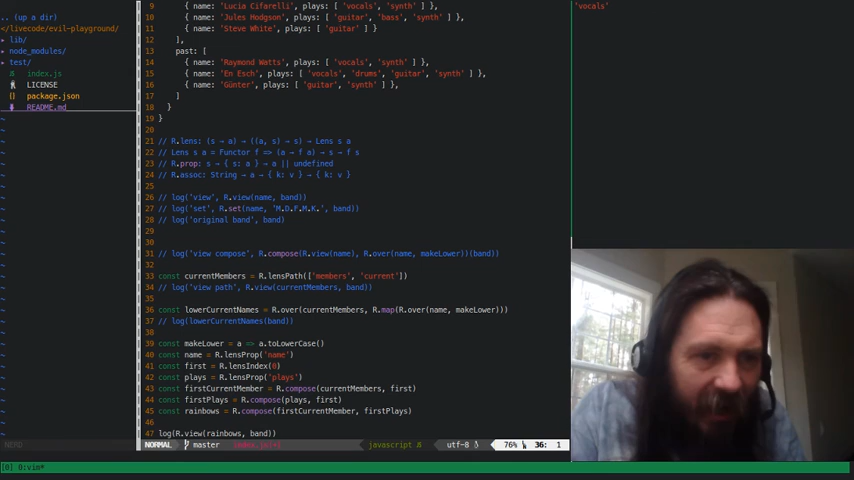 .. (up a dir)
</livecode/evil-playground/
▸ lib/
▸ node_modules/
▸ test/
index.js
LICENSE
package.json
README.md
~
NERD
9 { name: 'Lucia Cifarelli', plays: [ 'vocals', 'synth' ] },
10 { name: 'Jules Hodgson', plays: [ 'guitar', 'bass', 'synth' ] },
11 { name: 'Steve White', plays: [ 'guitar' ] }
12 ],
13 past: [
14 { name: 'Raymond Watts', plays: [ 'vocals', 'synth' ] },
15 { name: 'En Esch', plays: [ 'vocals', 'drums', 'guitar', 'synth' ] },
16 { name: 'Günter', plays: [ 'guitar', 'synth' ] },
17 ]
18 }
19 }
20
21 // R.lens: (s → a) → ((a, s) → s) → Lens s a
22 // Lens s a = Functor f => (a → f a) → s → f s
23 // R.prop: s → { s: a } → a || undefined
24 // R.assoc: String → a → { k: v } → { k: v }
25
26 // log('view', R.view(name, band))
27 // log('set', R.set(name, 'M.D.F.M.K.', band))
28 // log('original band', band)
29
30
31 // log('view compose', R.compose(R.view(name), R.over(name, makeLower))(band))
32
33 const currentMembers = R.lensPath(['members', 'current'])
34 // log('view path', R.view(currentMembers, band))
35
36 const lowerCurrentNames = R.over(currentMembers, R.map(R.over(name, makeLower)))
37 // log(lowerCurrentNames(band))
38
39 const makeLower = a => a.toLowerCase()
40 const name = R.lensProp('name')
41 const first = R.lensIndex(0)
42 const plays = R.lensProp('plays')
43 const firstCurrentMember = R.compose(currentMembers, first)
44 const firstPlays = R.compose(plays, first)
45 const rainbows = R.compose(firstCurrentMember, firstPlays)
46
47 log(R.view(rainbows, band))
NORMAL master index.js[+] javascript utf-8 76% 36: 1
[0] 0:vim*
'vocals'